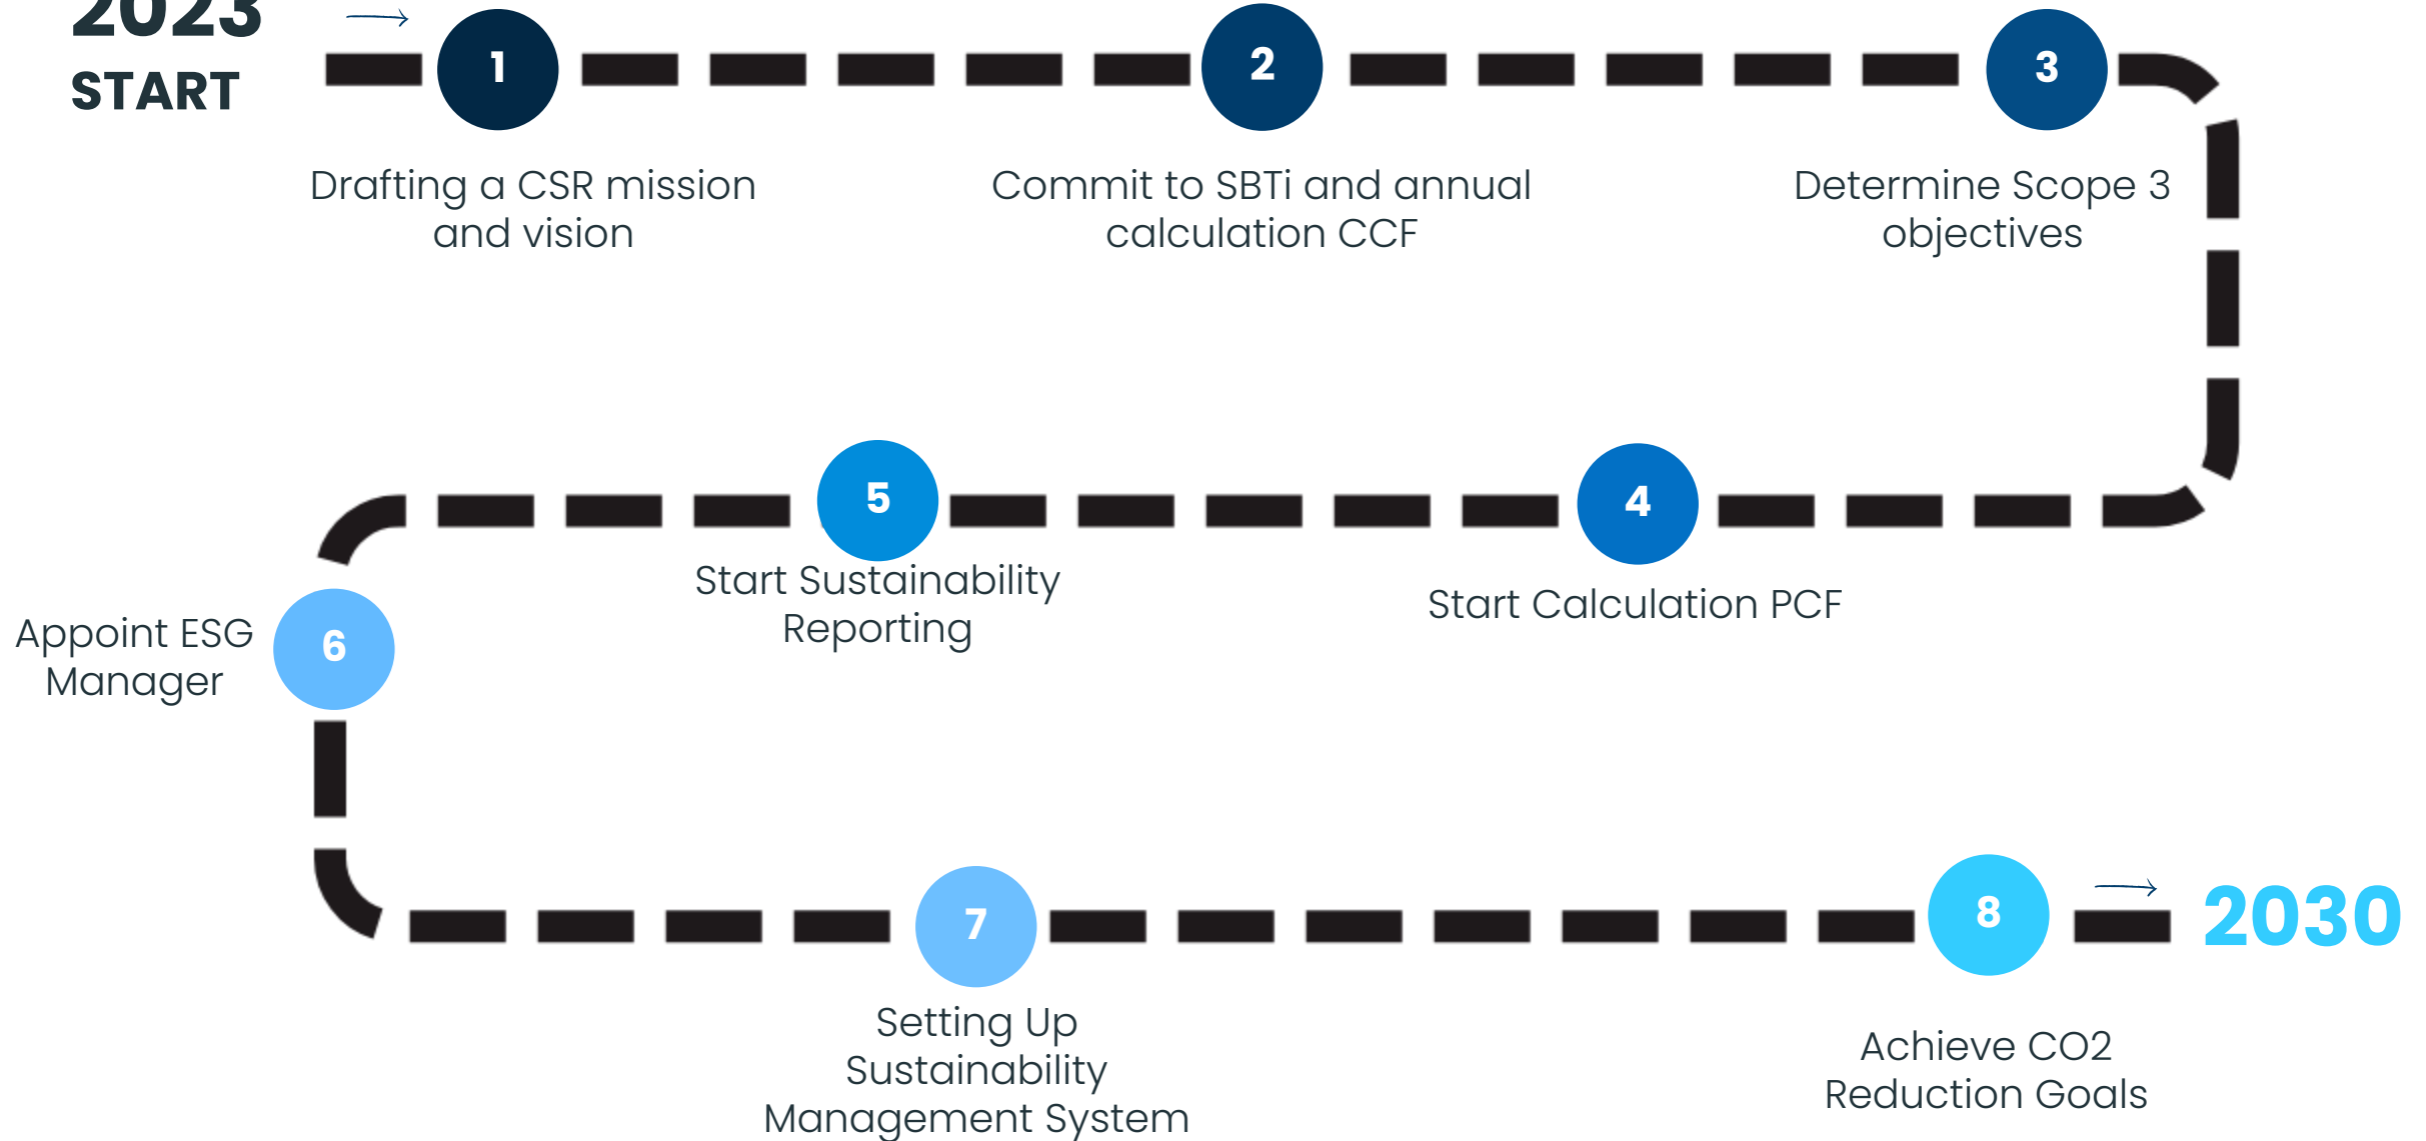 2023
START
1
2
3
Drafting a CSR mission
and vision
Commit to SBTi and annual
calculation CCF
Determine Scope 3
objectives
4
Start Calculation PCF
5
Start Sustainability
Reporting
6
Appoint ESG
Manager
7
Setting Up
Sustainability
Management System
8
Achieve CO2
Reduction Goals
2030